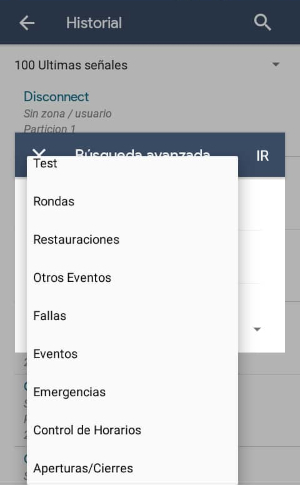 Historial
100 Ultimas señales
Disconnect
Sin zona / usuario
Particion 1
Búsqueda avanzada
IR
Test
Rondas
Restauraciones
Otros Eventos
Fallas
Eventos
Emergencias
Control de Horarios
Aperturas/Cierres